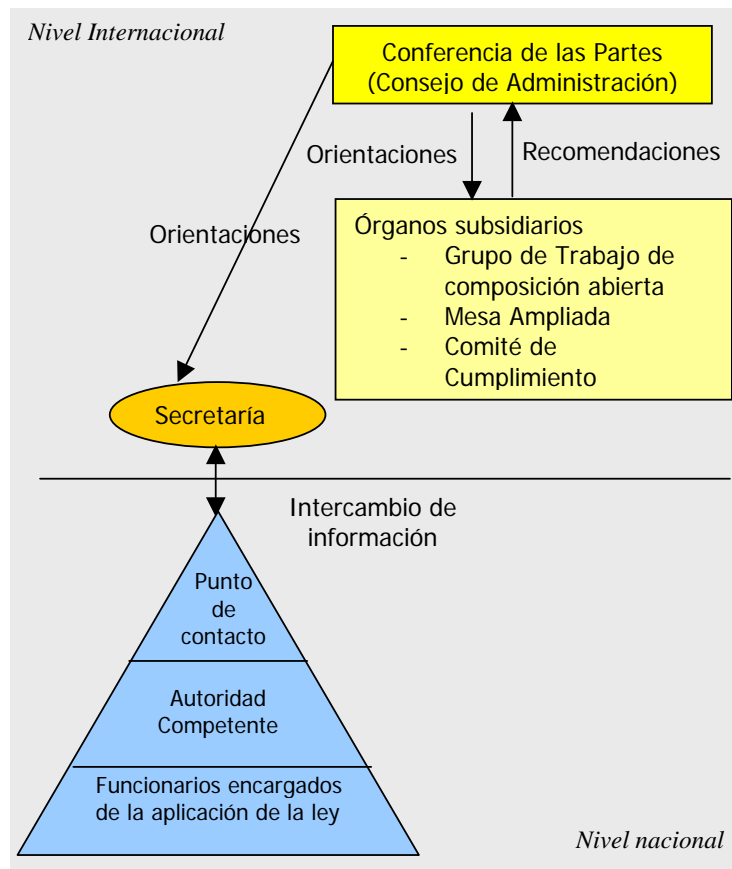 Nivel Internacional
Conferencia de las Partes
(Consejo de Administración)
Orientaciones
Recomendaciones
Orientaciones
Órganos subsidiarios
- Grupo de Trabajo de
composición abierta
- Mesa Ampliada
- Comité de
Cumplimiento
Secretaría
Intercambio de
información
Punto
de
contacto
Autoridad
Competente
Funcionarios encargados
de la aplicación de la ley
Nivel nacional